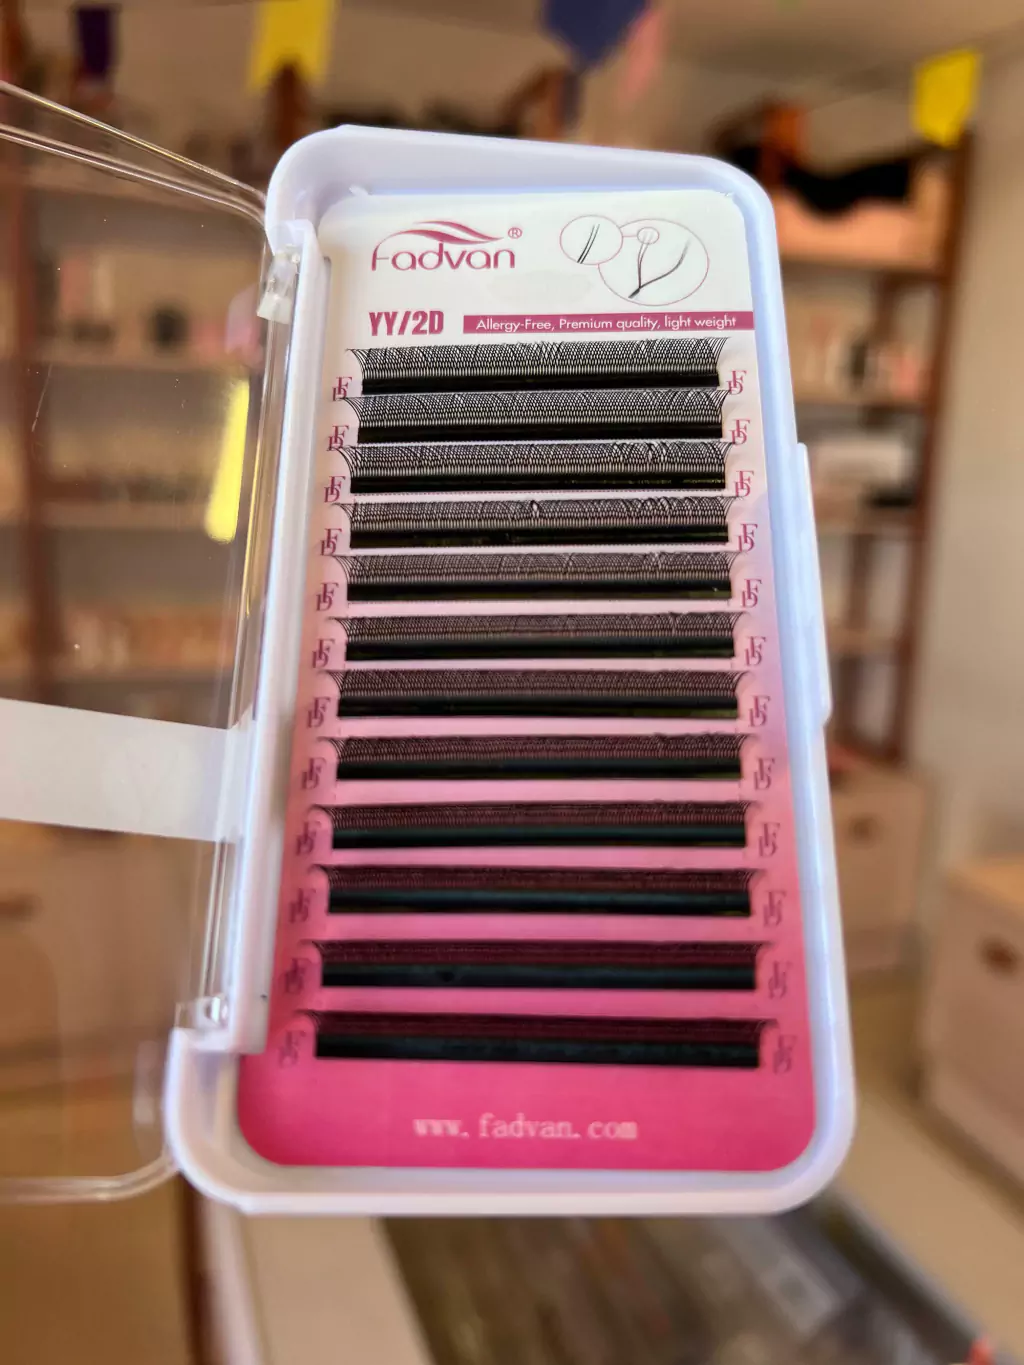 Fadvan®
YY/2D
Allergy-Free, Premium quality, light weight
www.fadvan.com